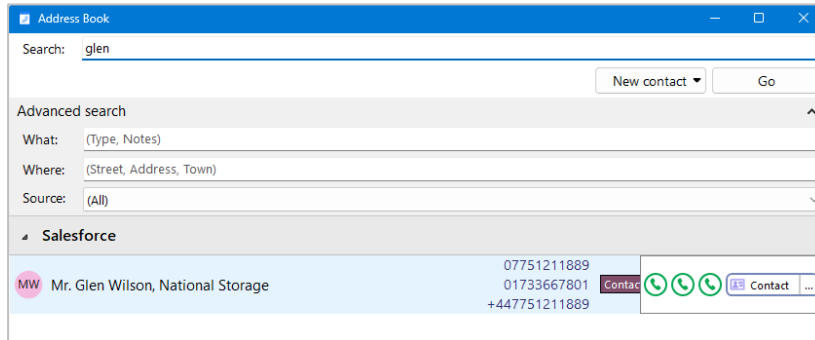 Address Book
Search: glen
New contact Go
Advanced search
What: (Type, Notes)
Where: (Street, Address, Town)
Source: (All)
Salesforce
07751211889
MW Mr. Glen Wilson, National Storage 01733667801 Contac Contact ...
+447751211889